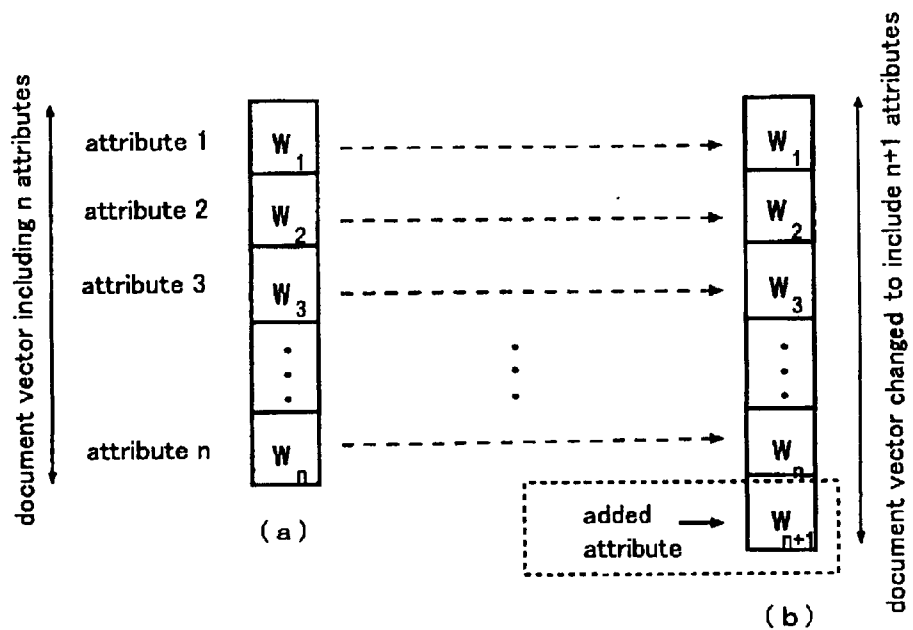 document vector including n attributes
attribute 1
W1
W1
attribute 2
W2
W2
attribute 3
W3
W3
attribute n
Wn
Wn
added
attribute
Wn+1
(a)
(b)
document vector changed to include n+1 attributes